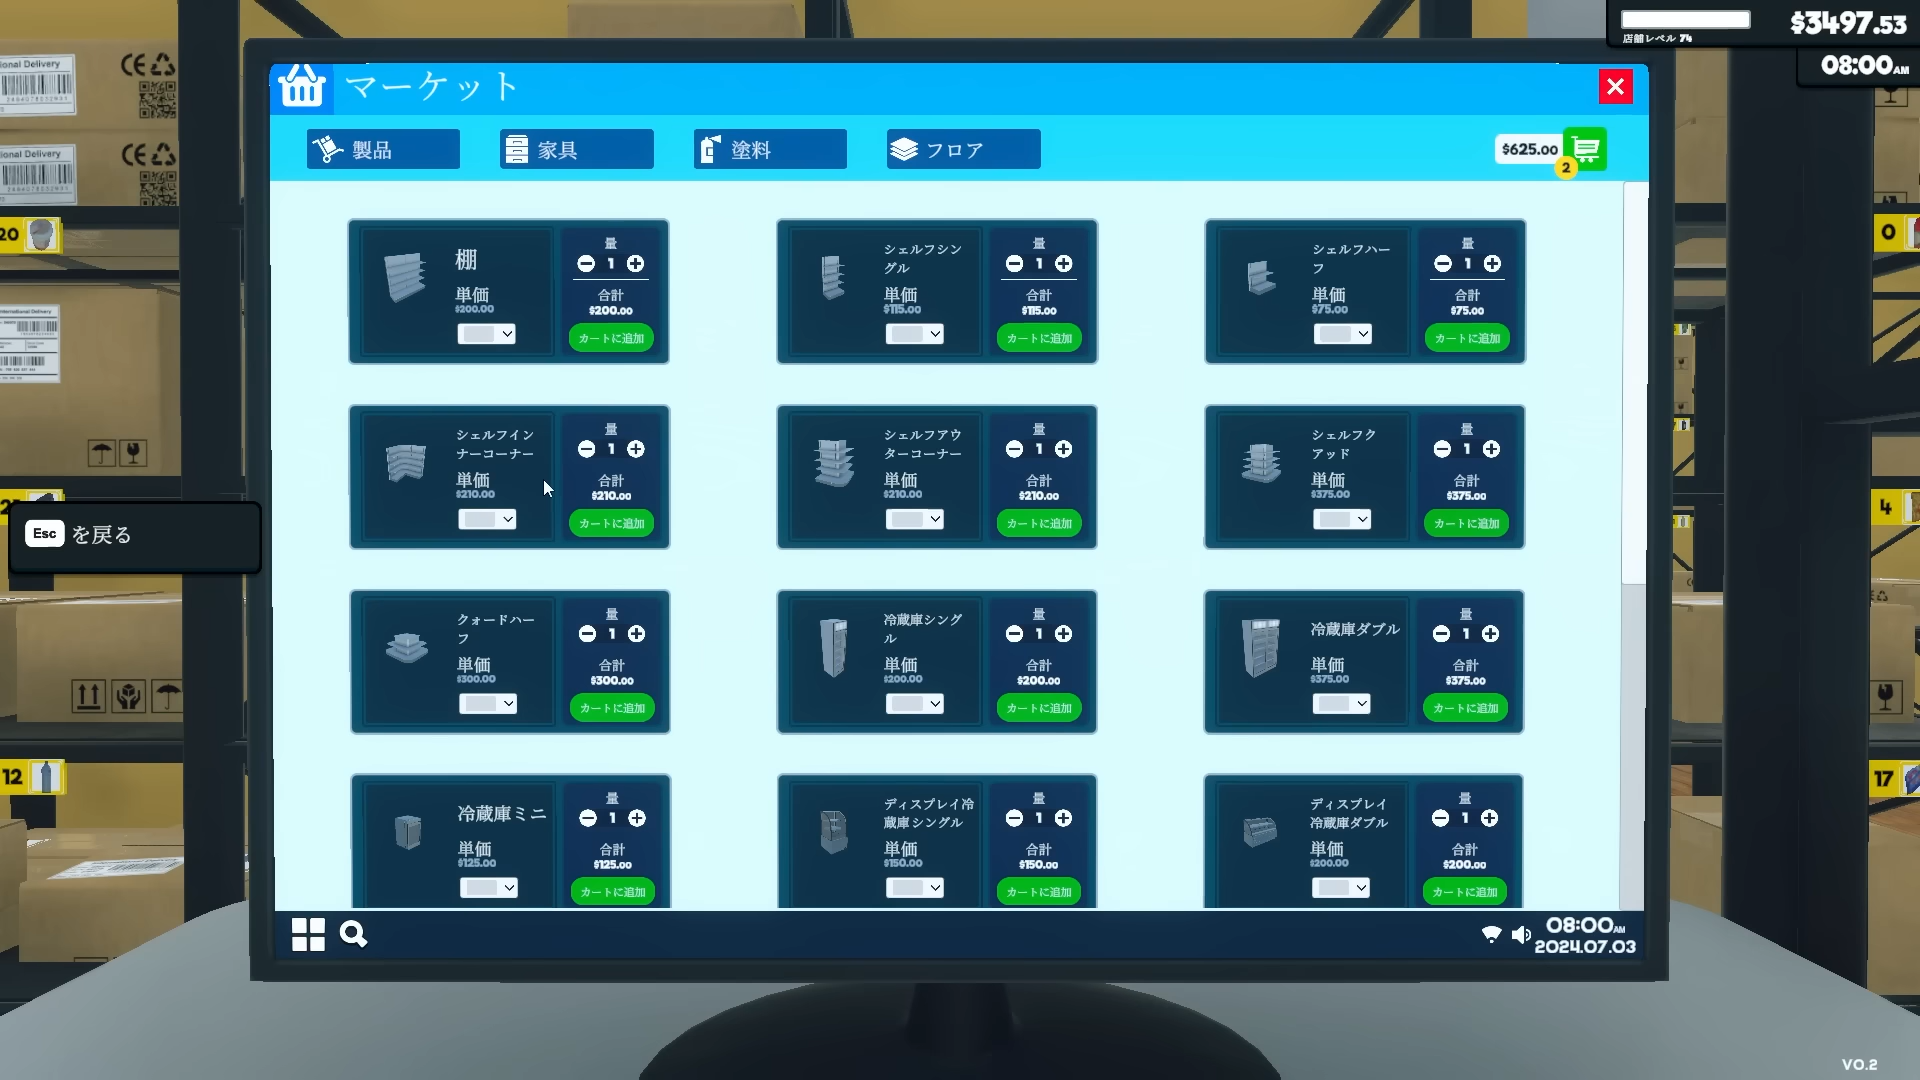 $3497.53
店舗レベル 74
08:00AM
マーケット
製品
家具
塗料
フロア
$625.00
2
棚
単価
$200.00
量
1
合計
$200.00
カートに追加
シェルフシン
グル
単価
$115.00
量
1
合計
$115.00
カートに追加
シェルフハー
フ
単価
$75.00
量
1
合計
$75.00
カートに追加
シェルフイン
ナーコーナー
単価
$210.00
量
1
合計
$210.00
カートに追加
シェルフアウ
ターコーナー
単価
$210.00
量
1
合計
$210.00
カートに追加
シェルフク
アッド
単価
$375.00
量
1
合計
$375.00
カートに追加
クォードハー
フ
単価
$300.00
量
1
合計
$300.00
カートに追加
冷蔵庫シング
ル
単価
$200.00
量
1
合計
$200.00
カートに追加
冷蔵庫ダブル
単価
$375.00
量
1
合計
$375.00
カートに追加
冷蔵庫ミニ
単価
$125.00
量
1
合計
$125.00
カートに追加
ディスプレイ冷
蔵庫シングル
単価
$150.00
量
1
合計
$150.00
カートに追加
ディスプレイ
冷蔵庫ダブル
単価
$200.00
量
1
合計
$200.00
カートに追加
Esc を戻る
08:00AM
2024.07.03
ional Delivery
ional Delivery
International Delivery
20
12
0
4
17
V0.2